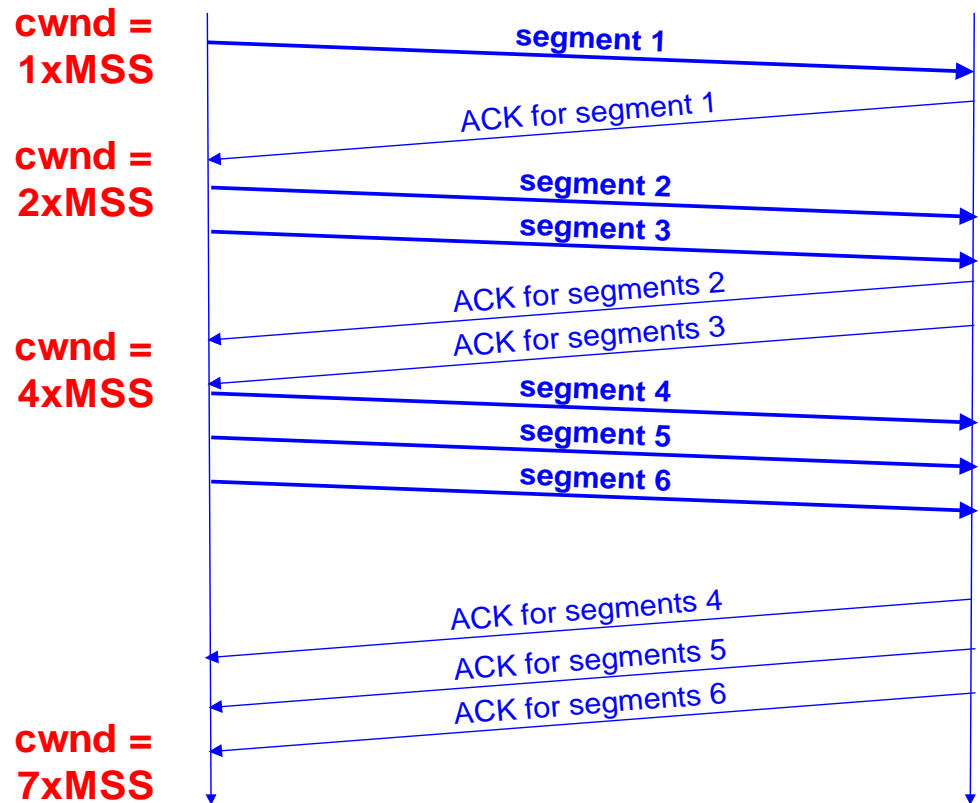 cwnd =
1xMSS
segment 1
ACK for segment 1
cwnd =
2xMSS
segment 2
segment 3
ACK for segments 2
ACK for segments 3
cwnd =
4xMSS
segment 4
segment 5
segment 6
ACK for segments 4
ACK for segments 5
ACK for segments 6
cwnd =
7xMSS